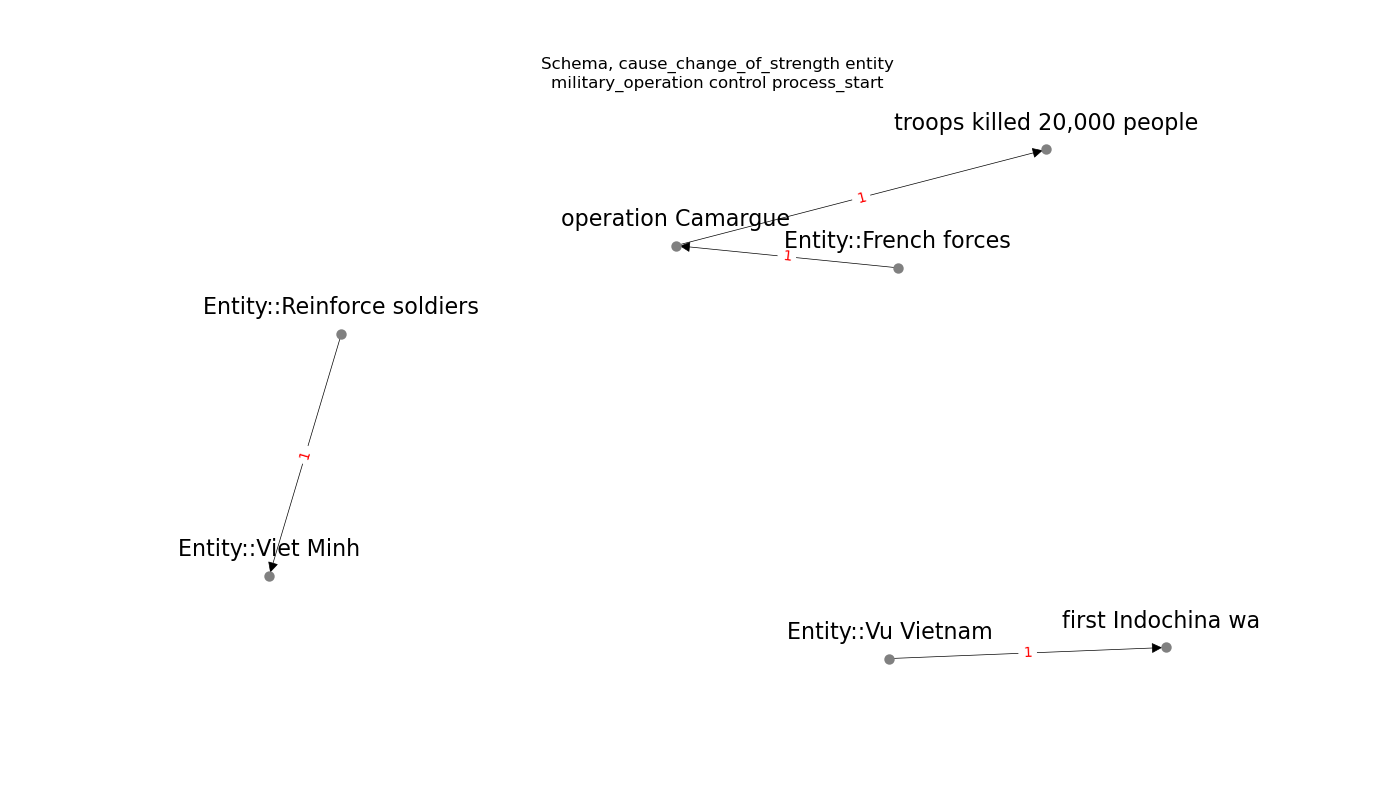 Schema, cause_change_of_strength entity
military_operation control process_start
troops killed 20,000 people
1
operation Camargue
Entity::French forces
1
Entity::Reinforce soldiers
1
Entity::Viet Minh
first Indochina wa
Entity::Vu Vietnam
1